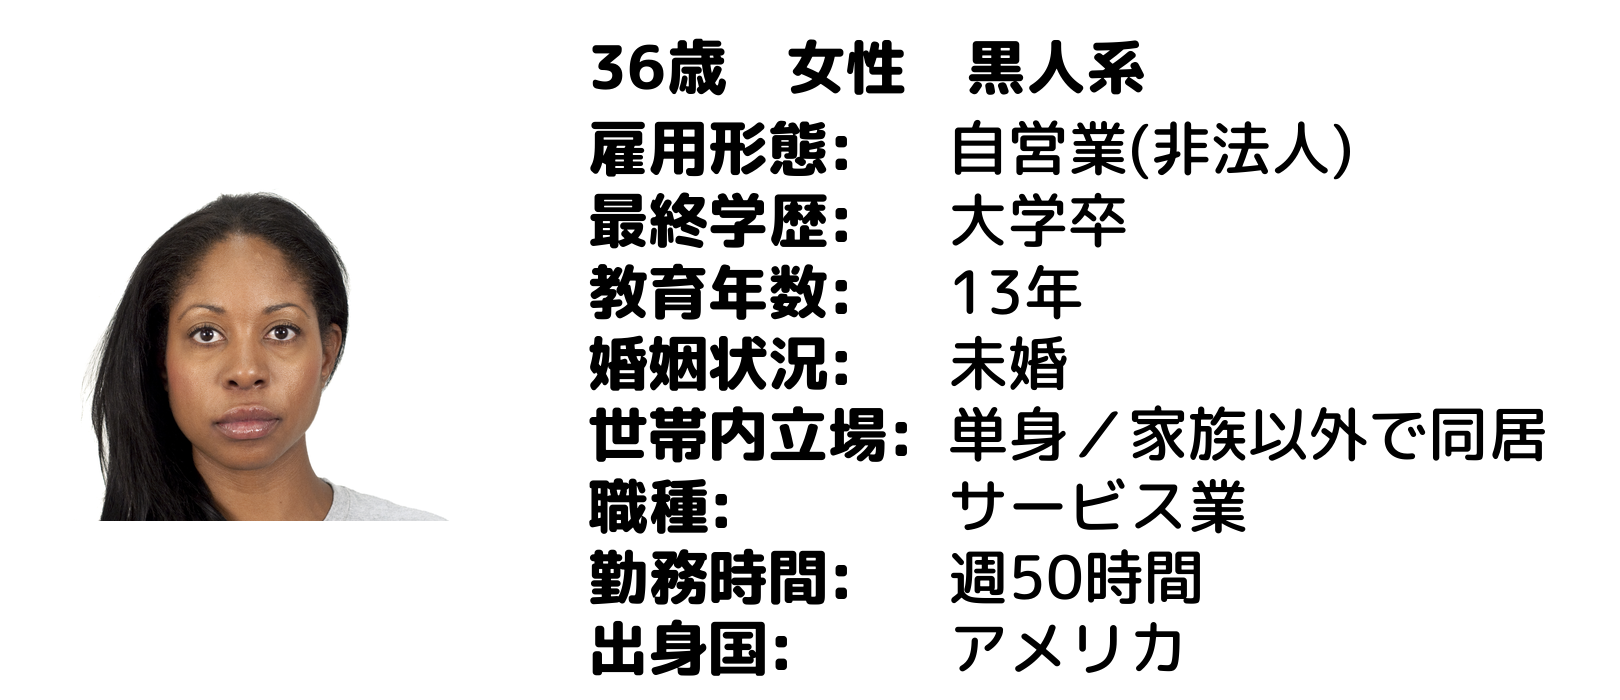 36歳　女性　黒人系
雇用形態:　自営業(非法人)
最終学歴:　大学卒
教育年数:　13年
婚姻状況:　未婚
世帯内立場:　単身／家族以外で同居
職種:　サービス業
勤務時間:　週50時間
出身国:　アメリカ